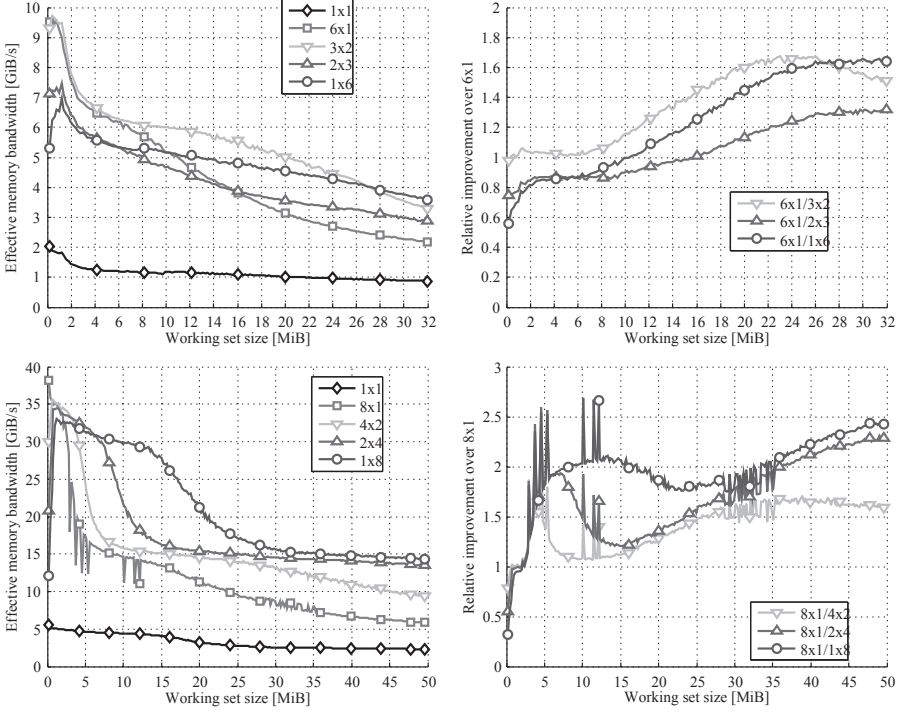 Effective memory bandwidth [GiB/s]
10
9
8
7
6
5
4
3
2
1
0
0 2 4 6 8 10 12 14 16 18 20 22 24 26 28 30 32
Working set size [MiB]
1x1
6x1
3x2
2x3
1x6
Relative improvement over 6x1
2
1.8
1.6
1.4
1.2
1
0.8
0.6
0.4
0.2
0
0 2 4 6 8 10 12 14 16 18 20 22 24 26 28 30 32
Working set size [MiB]
6x1/3x2
6x1/2x3
6x1/1x6
Effective memory bandwidth [GiB/s]
40
35
30
25
20
15
10
5
0
0 5 10 15 20 25 30 35 40 45 50
Working set size [MiB]
1x1
8x1
4x2
2x4
1x8
Relative improvement over 8x1
3
2.5
2
1.5
1
0.5
0
0 5 10 15 20 25 30 35 40 45 50
Working set size [MiB]
8x1/4x2
8x1/2x4
8x1/1x8